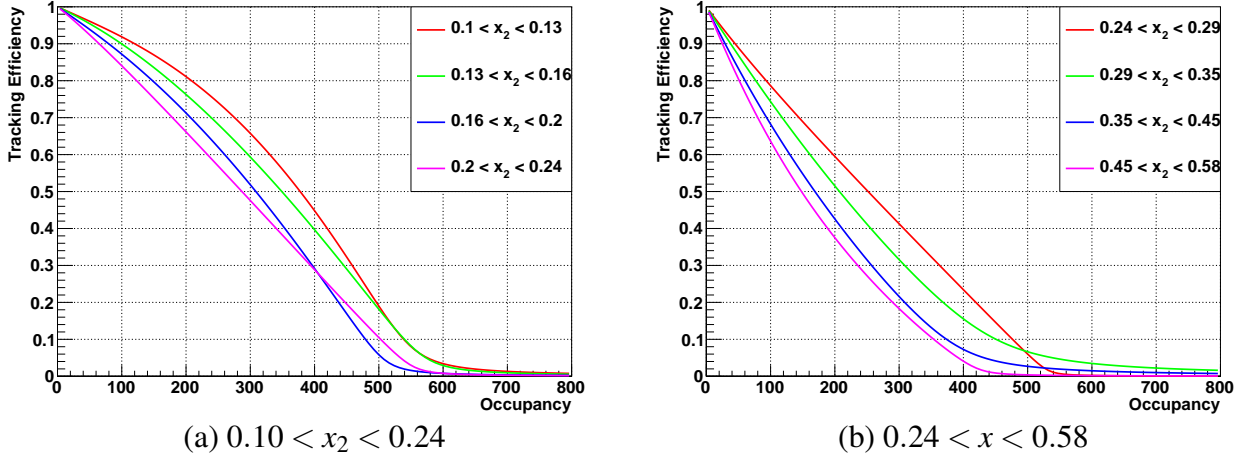 Tracking Efficiency
1
0.9
0.8
0.7
0.6
0.5
0.4
0.3
0.2
0.1
0
0 100 200 300 400 500 600 700 800
Occupancy
0.1 < x₂ < 0.13
0.13 < x₂ < 0.16
0.16 < x₂ < 0.2
0.2 < x₂ < 0.24
(a) 0.10 < x₂ < 0.24
Tracking Efficiency
1
0.9
0.8
0.7
0.6
0.5
0.4
0.3
0.2
0.1
0
0 100 200 300 400 500 600 700 800
Occupancy
0.24 < x₂ < 0.29
0.29 < x₂ < 0.35
0.35 < x₂ < 0.45
0.45 < x₂ < 0.58
(b) 0.24 < x < 0.58